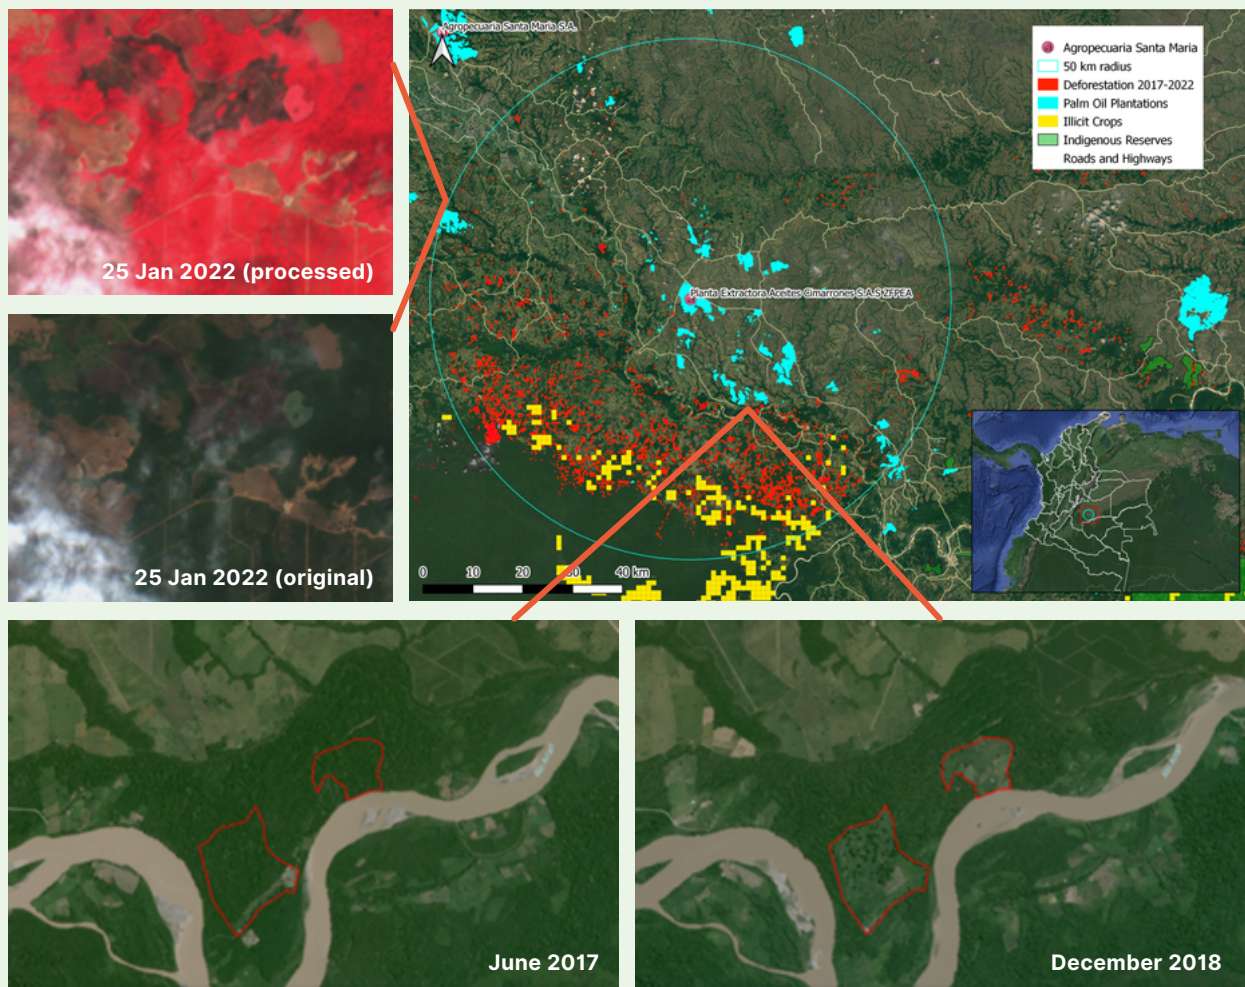 25 Jan 2022 (processed)
25 Jan 2022 (original)
Agropecuaria Santa Maria S.A.
Agropecuaria Santa Maria
50 km radius
Deforestation 2017-2022
Palm Oil Plantations
Illicit Crops
Indigenous Reserves
Roads and Highways
Planta Extractora Aceites Cimarrones S.A.S ZFPEA
0 10 20 30 40 km
June 2017
December 2018